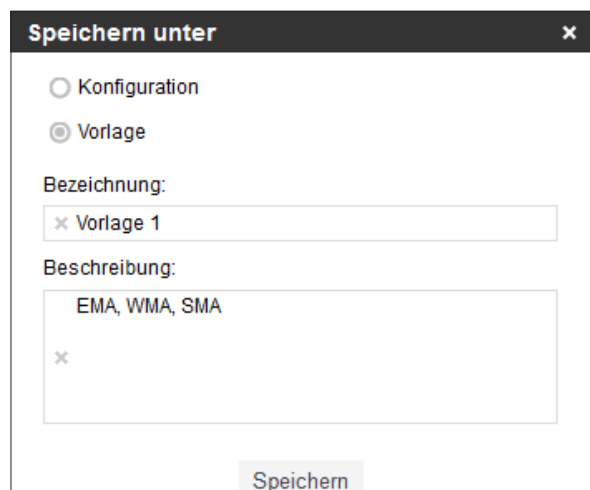 Speichern unter
Konfiguration
Vorlage
Bezeichnung:
Vorlage 1
Beschreibung:
EMA, WMA, SMA
Speichern